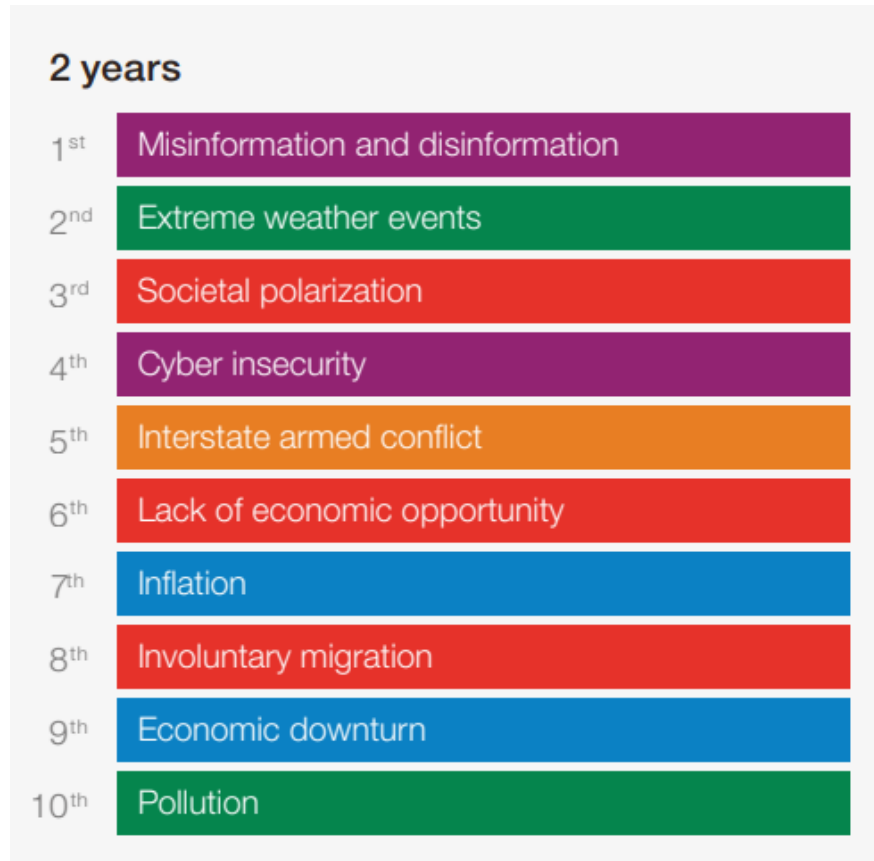 2 years
1st Misinformation and disinformation
2nd Extreme weather events
3rd Societal polarization
4th Cyber insecurity
5th Interstate armed conflict
6th Lack of economic opportunity
7th Inflation
8th Involuntary migration
9th Economic downturn
10th Pollution